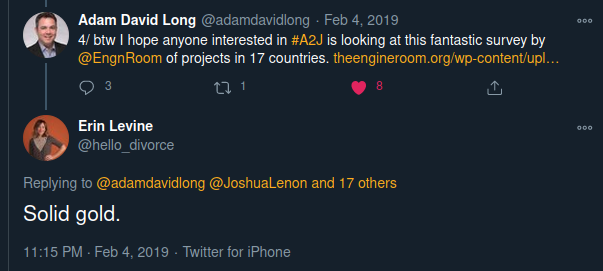 Adam David Long @adamdavidlong · Feb 4, 2019
4/ btw I hope anyone interested in #A2J is looking at this fantastic survey by
@EngnRoom of projects in 17 countries. theengineroom.org/wp-content/upl...
3 1 8
Erin Levine
@hello_divorce
Replying to @adamdavidlong @JoshuaLenon and 17 others
Solid gold.
11:15 PM · Feb 4, 2019 · Twitter for iPhone